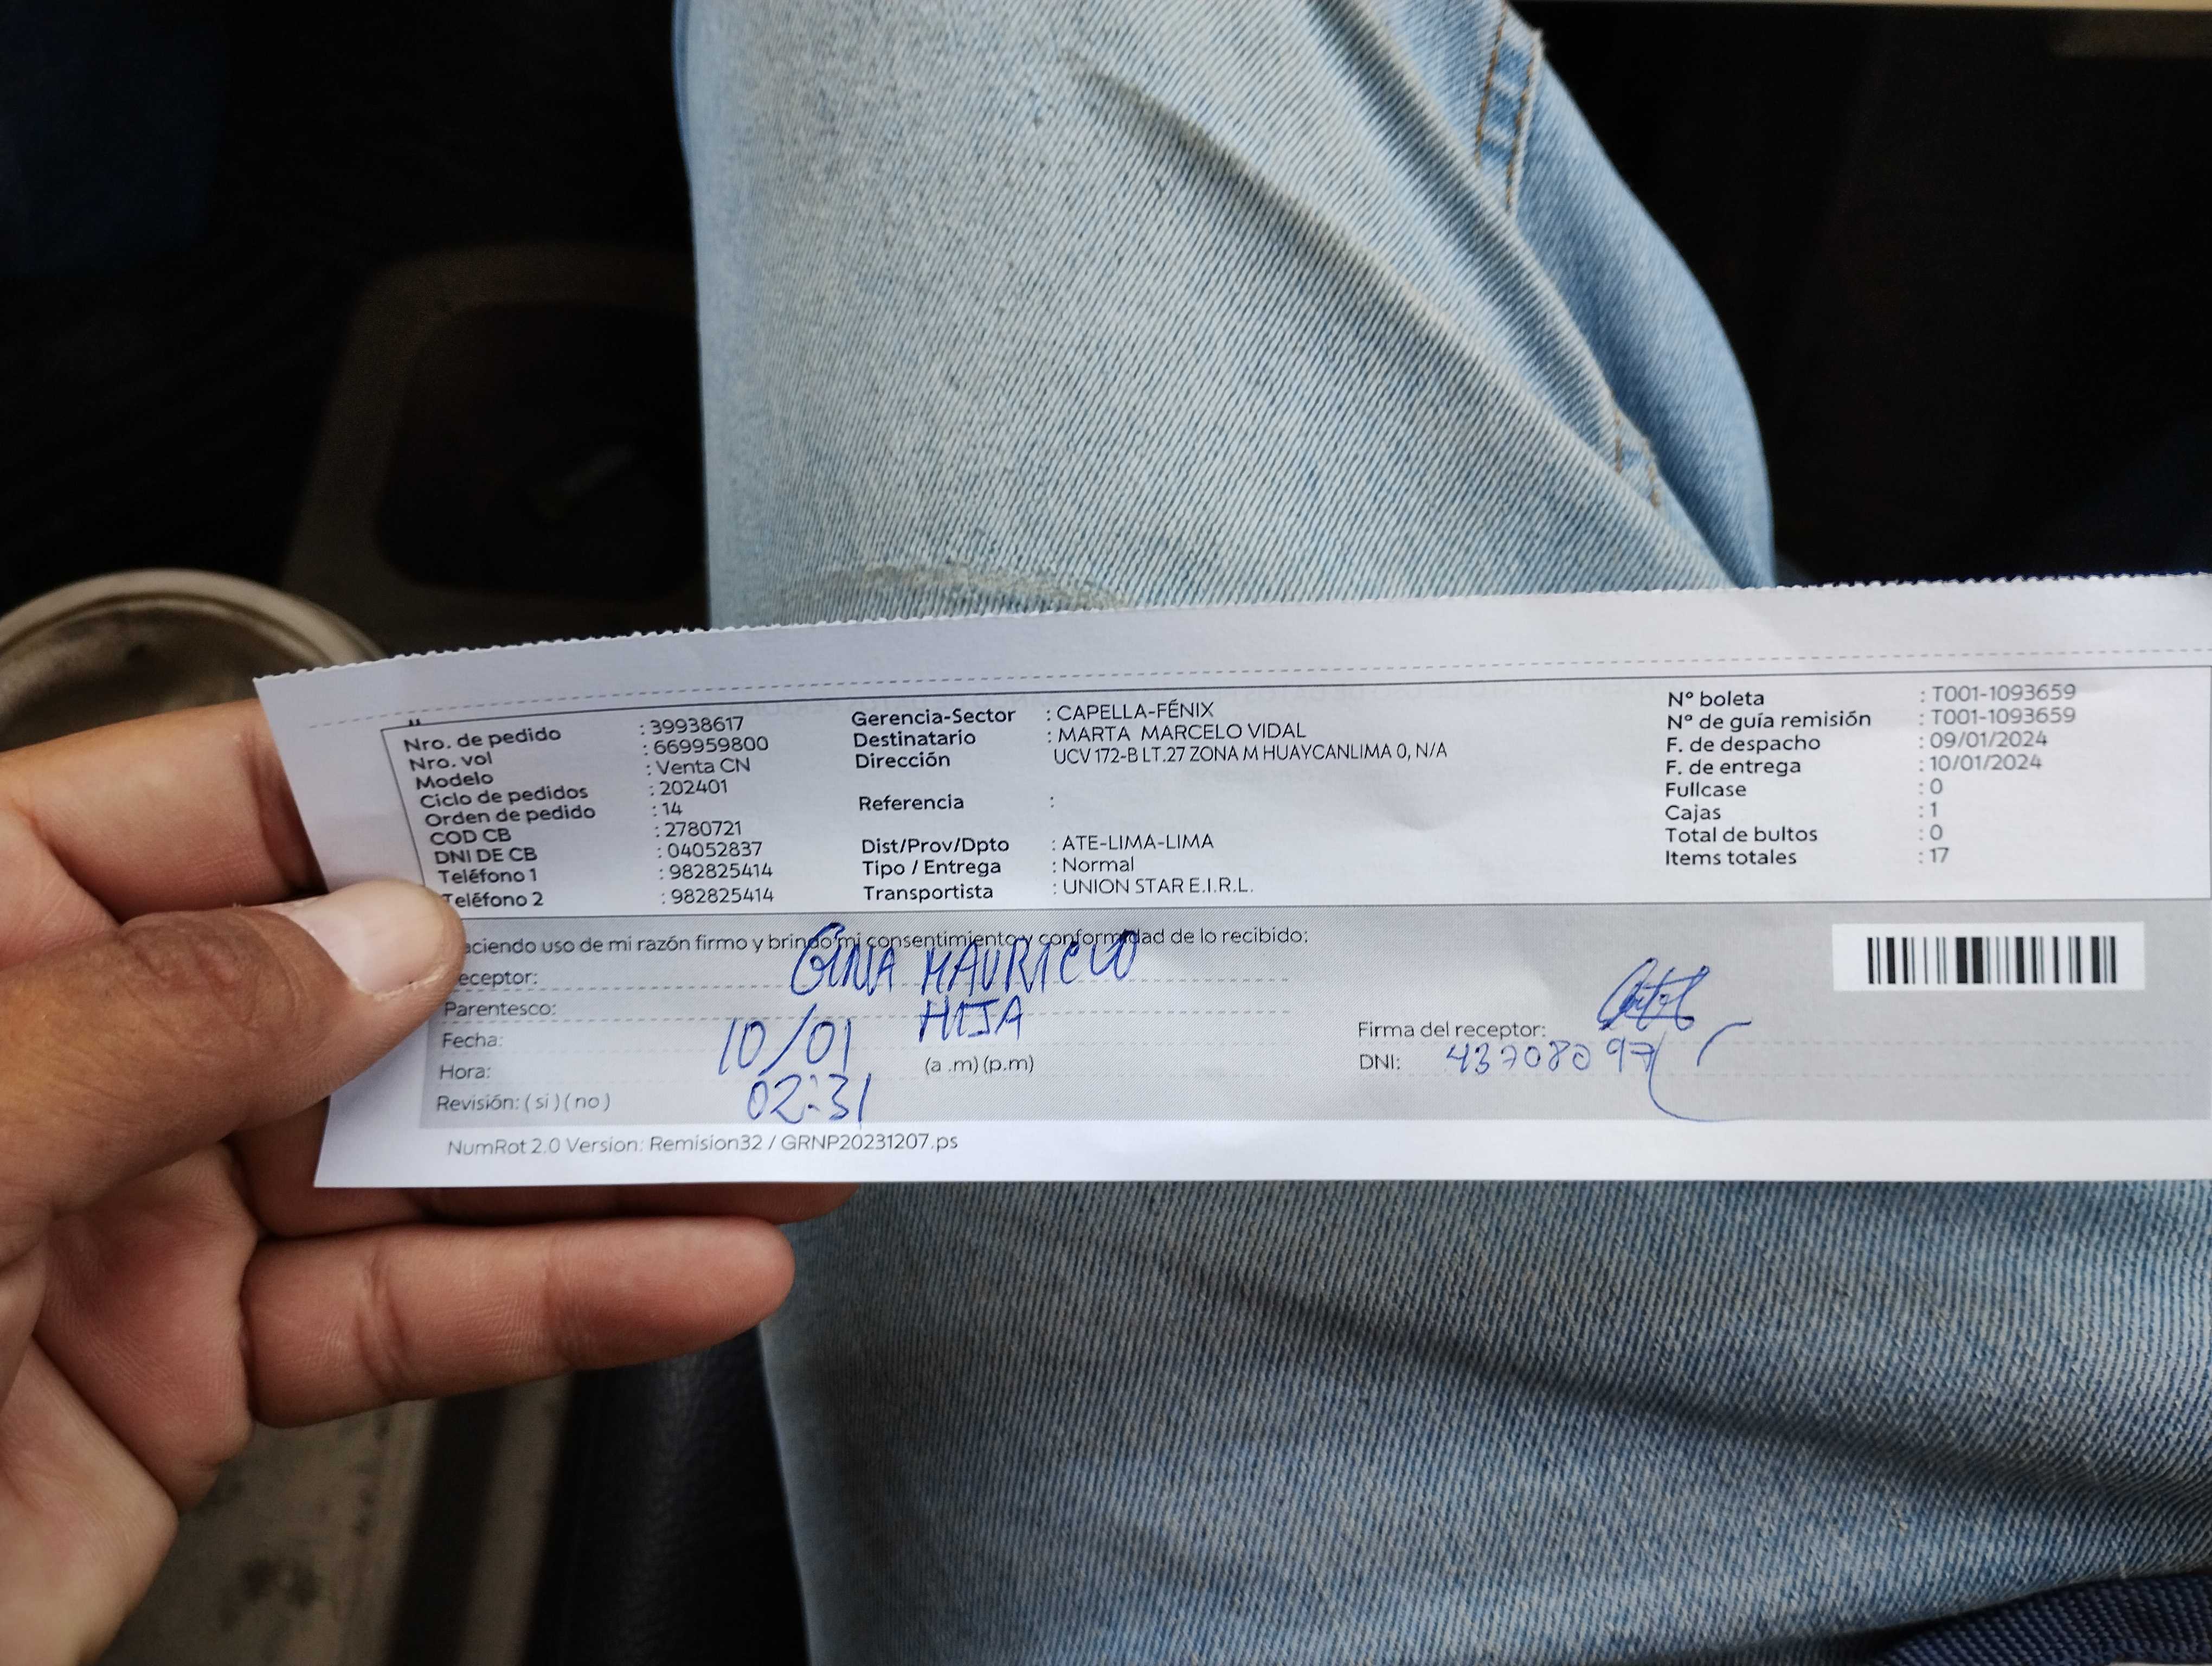 Nro. de pedido : 39938617
Nro. vol : 669959800
Modelo : Venta CN
Ciclo de pedidos : 202401
Orden de pedido : 14
COD CB : 2780721
DNI DE CB : 04052837
Teléfono 1 : 982825414
Teléfono 2 : 982825414
Gerencia-Sector : CAPELLA-FÉNIX
Destinatario : MARTA MARCELO VIDAL
Dirección UCV 172-B LT.27 ZONA M HUAYCANLIMA 0, N/A
Referencia :
Dist/Prov/Dpto : ATE-LIMA-LIMA
Tipo / Entrega : Normal
Transportista : UNION STAR E.I.R.L.
Nº boleta : T001-1093659
Nº de guía remisión : T001-1093659
F. de despacho : 09/01/2024
F. de entrega : 10/01/2024
Fullcase : 0
Cajas : 1
Total de bultos : 0
Items totales : 17
aciendo uso de mi razón firmo y brindo mi consentimiento y conformidad de lo recibido:
eceptor: GINA MAURICIO
Parentesco: HIJA
Fecha: 10/01
Hora: 02:31 (a .m) (p.m)
Revisión: ( si ) ( no )
Firma del receptor:
DNI: 43708097
NumRot 2.0 Version: Remision32 / GRNP20231207.ps